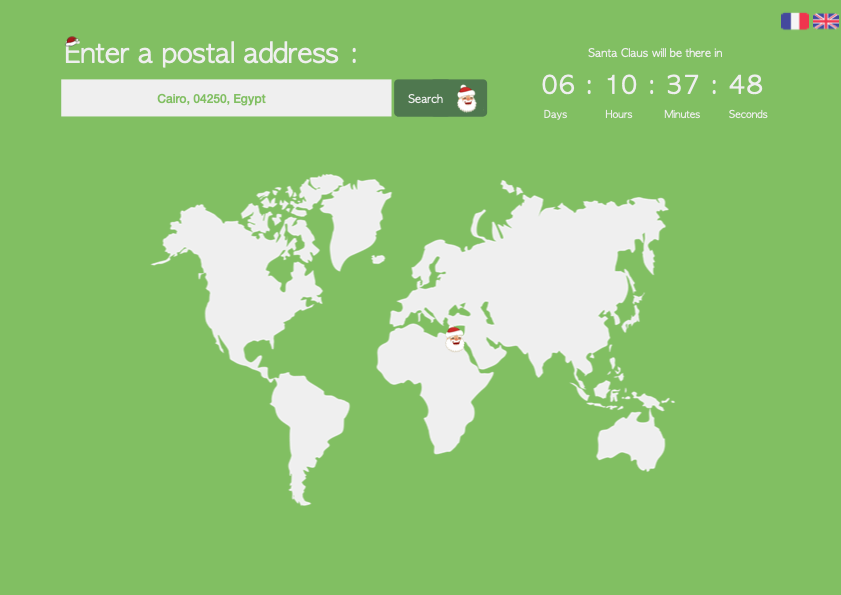 Enter a postal address :
Cairo, 04250, Egypt
Search
Santa Claus will be there in
06 : 10 : 37 : 48
Days Hours Minutes Seconds